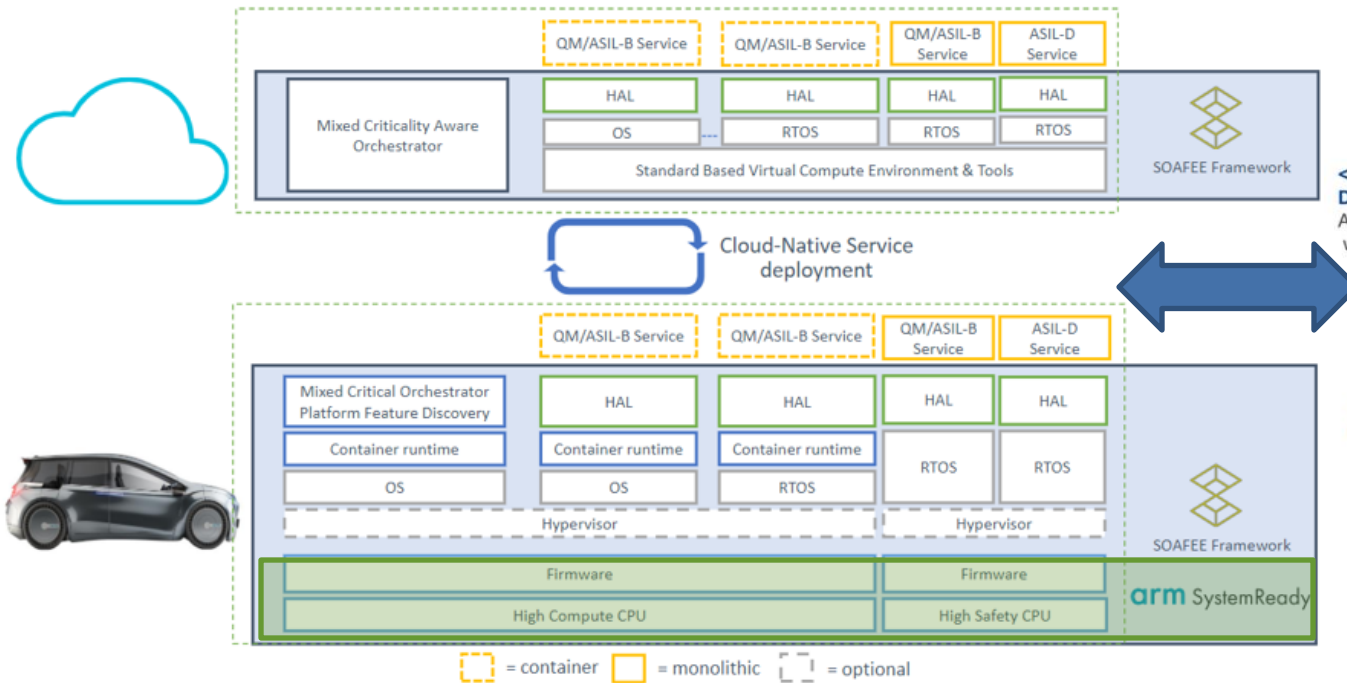 QM/ASIL-B Service
QM/ASIL-B Service
QM/ASIL-B
Service
ASIL-D
Service
Mixed Criticality Aware
Orchestrator
HAL
HAL
HAL
HAL
OS
---
RTOS
RTOS
RTOS
Standard Based Virtual Compute Environment & Tools
SOAFEE Framework
<
D
A
Cloud-Native Service
deployment
QM/ASIL-B Service
QM/ASIL-B Service
QM/ASIL-B
Service
ASIL-D
Service
Mixed Critical Orchestrator
Platform Feature Discovery
HAL
HAL
HAL
HAL
Container runtime
Container runtime
Container runtime
RTOS
RTOS
OS
OS
RTOS
Hypervisor
Hypervisor
SOAFEE Framework
Firmware
Firmware
arm SystemReady
High Compute CPU
High Safety CPU
= container
= monolithic
= optional